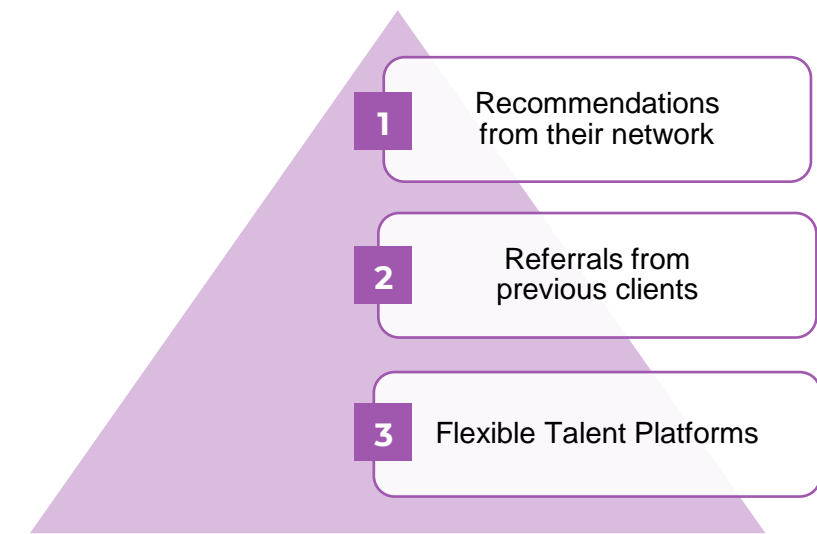 1
Recommendations
from their network
2
Referrals from
previous clients
3
Flexible Talent Platforms